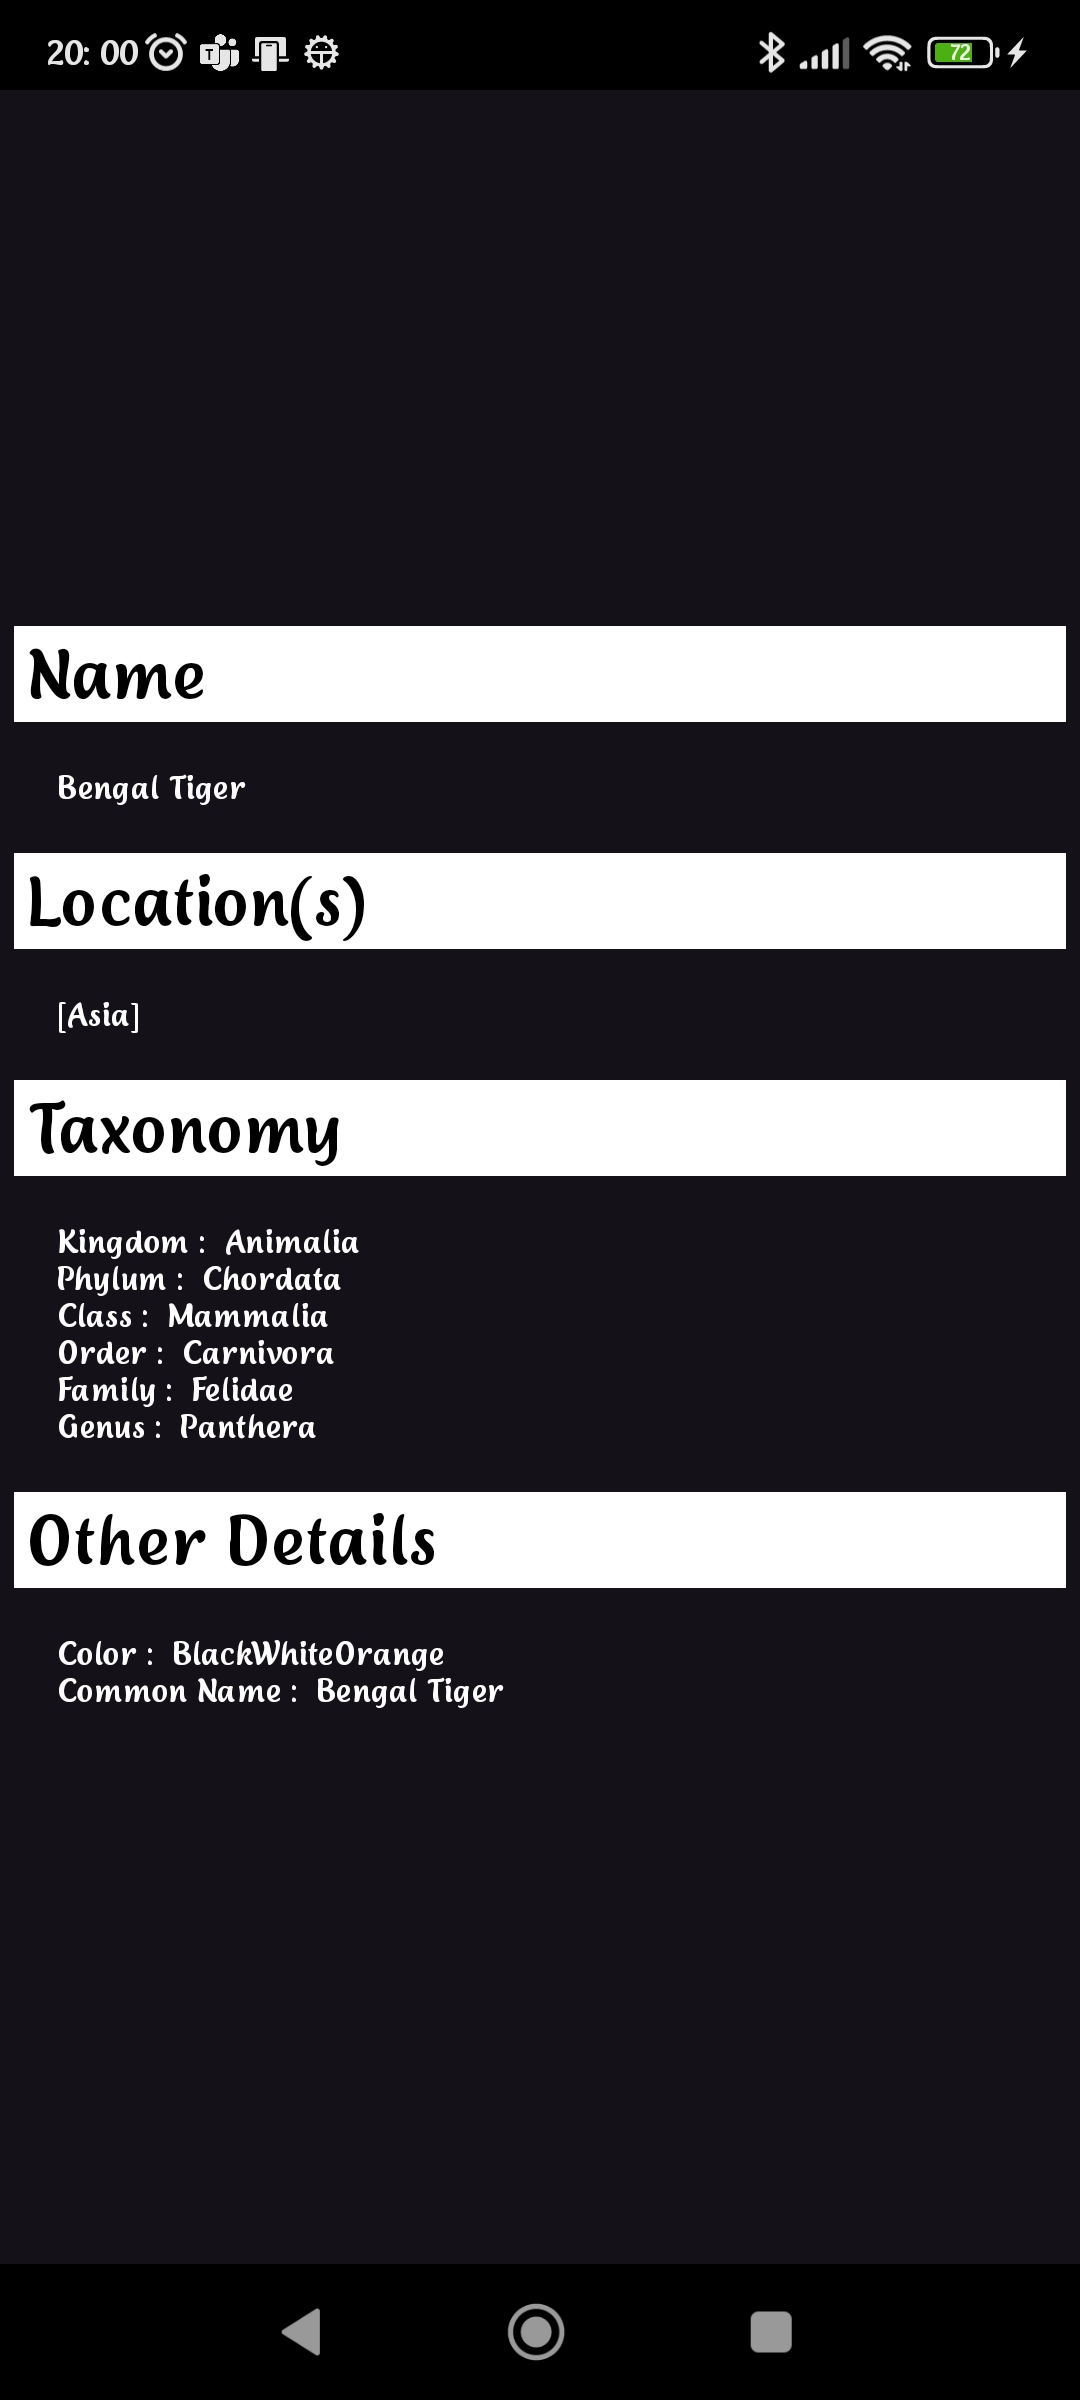 20: 00
72
Name
Bengal Tiger
Location(s)
[Asia]
Taxonomy
Kingdom :  Animalia
Phylum :  Chordata
Class :  Mammalia
Order :  Carnivora
Family :  Felidae
Genus :  Panthera
Other Details
Color :  BlackWhiteOrange
Common Name :  Bengal Tiger